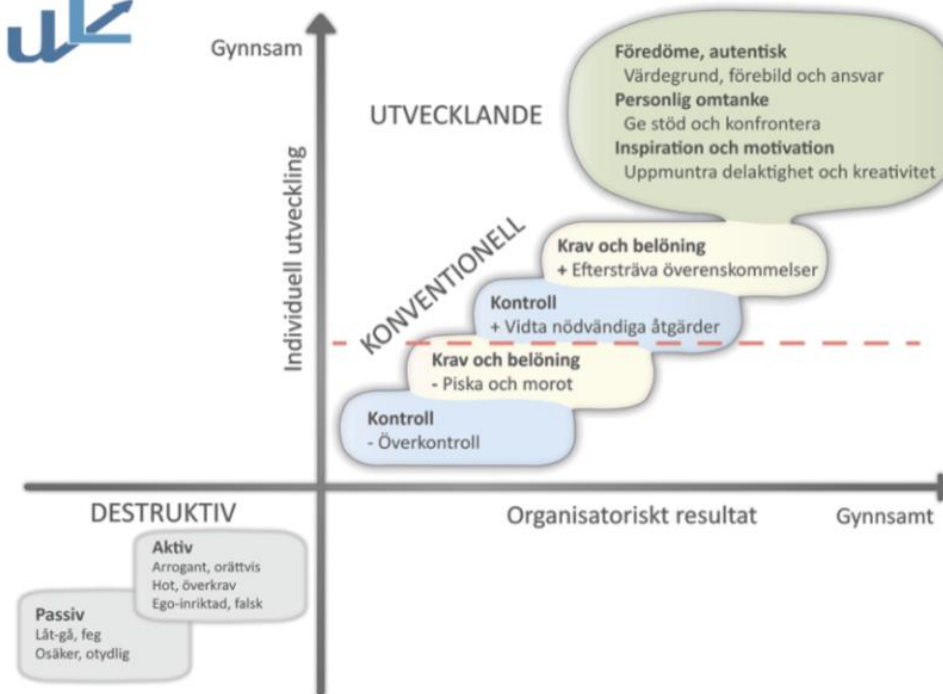 UL
Gynnsam
Individuell utveckling
UTVECKLANDE
Föredöme, autentisk
Värdegrund, förebild och ansvar
Personlig omtanke
Ge stöd och konfrontera
Inspiration och motivation
Uppmuntra delaktighet och kreativitet
KONVENTIONELL
Krav och belöning
+ Eftersträva överenskommelser
Kontroll
+ Vidta nödvändiga åtgärder
Krav och belöning
- Piska och morot
Kontroll
- Överkontroll
DESTRUKTIV
Organisatoriskt resultat
Gynnsamt
Aktiv
Arrogant, orättvis
Hot, överkrav
Ego-inriktad, falsk
Passiv
Låt-gå, feg
Osäker, otydlig